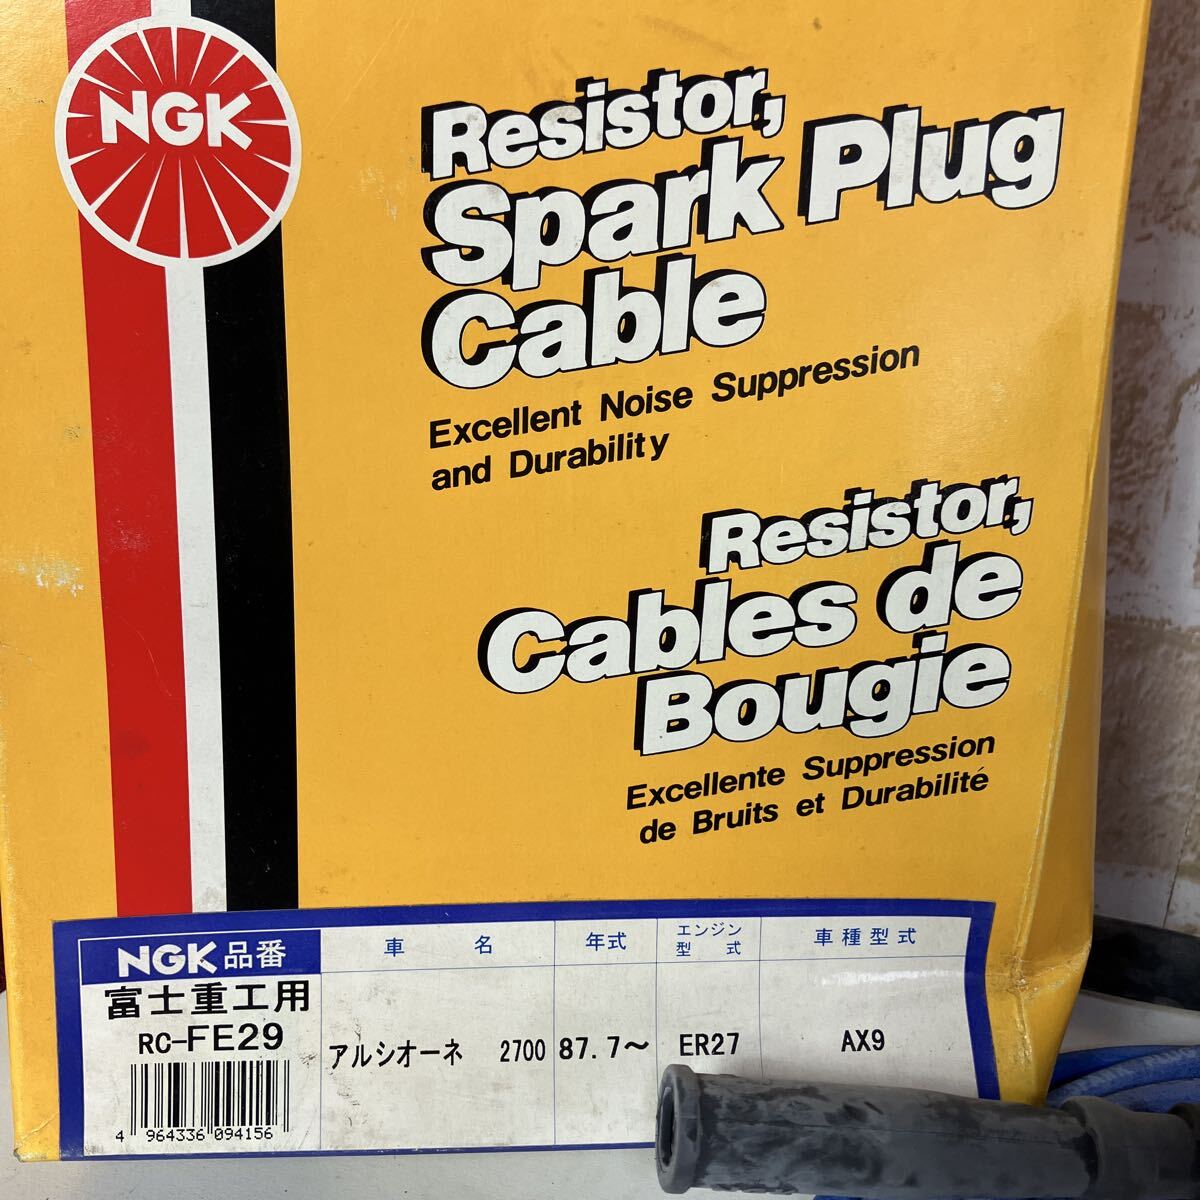 NGK
Resistor,
Spark Plug
Cable
Excellent Noise Suppression
and Durability
Resistor,
Cables de
Bougie
Excellente Suppression
de Bruits et Durabilité
NGK品番
車名
年式
エンジン
型式
車種型式
富士重工用
RC-FE29
アルシオーネ 2700
87.7〜
ER27
AX9
4 964336 094156